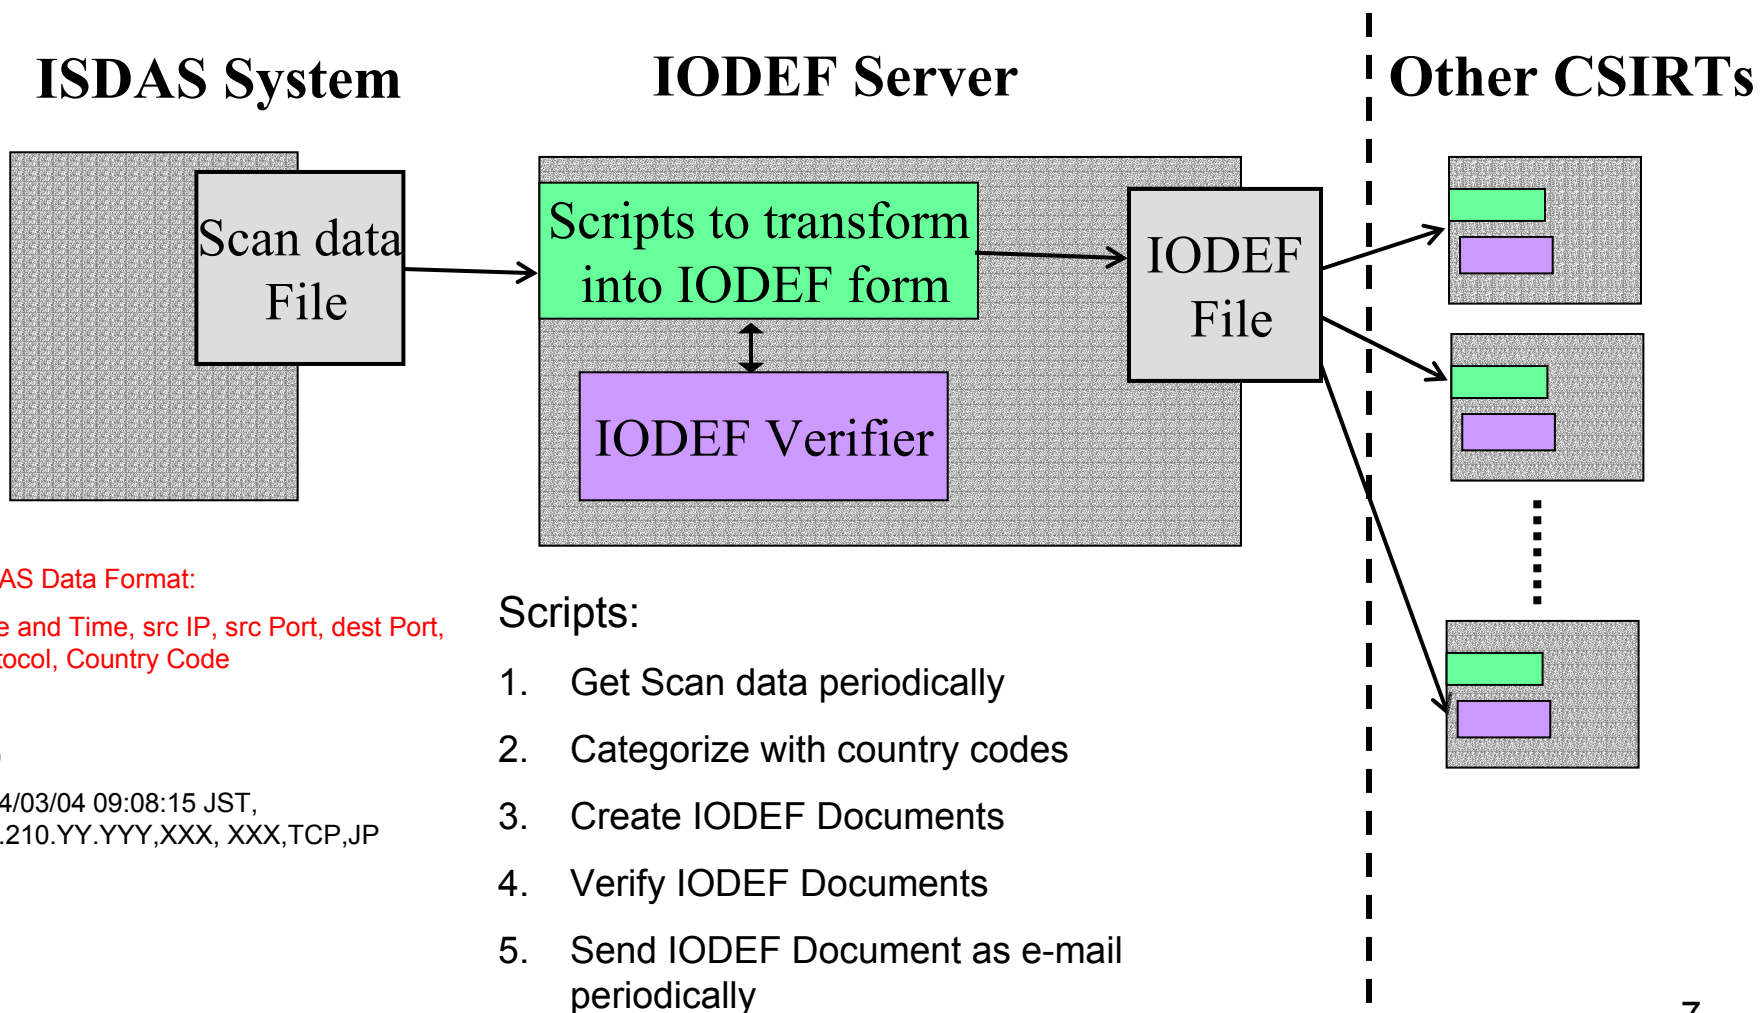 ISDAS System
IODEF Server
Other CSIRTs
Scan data
File
Scripts to transform
into IODEF form
IODEF Verifier
IODEF
File
AS Data Format:
e and Time, src IP, src Port, dest Port,
tocol, Country Code
)
4/03/04 09:08:15 JST,
.210.YY.YYY,XXX, XXX,TCP,JP
Scripts:
1. Get Scan data periodically
2. Categorize with country codes
3. Create IODEF Documents
4. Verify IODEF Documents
5. Send IODEF Document as e-mail
periodically
7